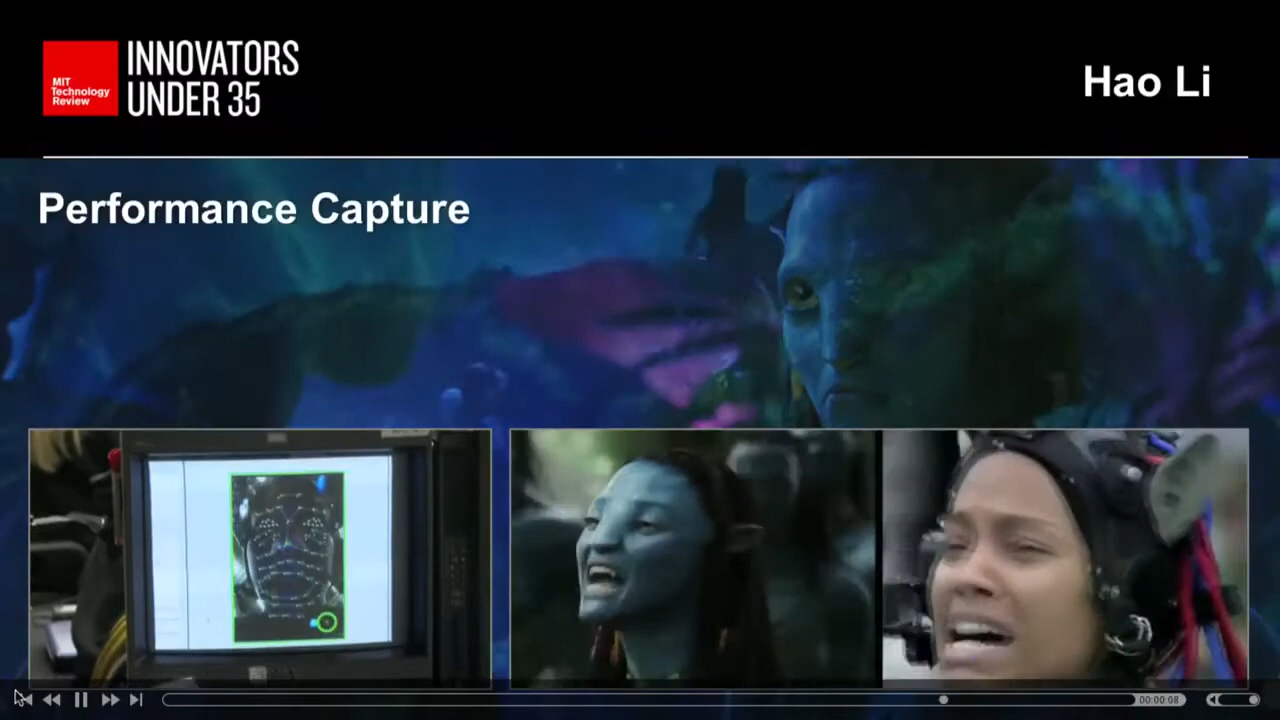 MIT
Technology
Review
INNOVATORS
UNDER 35
Hao Li
Performance Capture
00:00:08